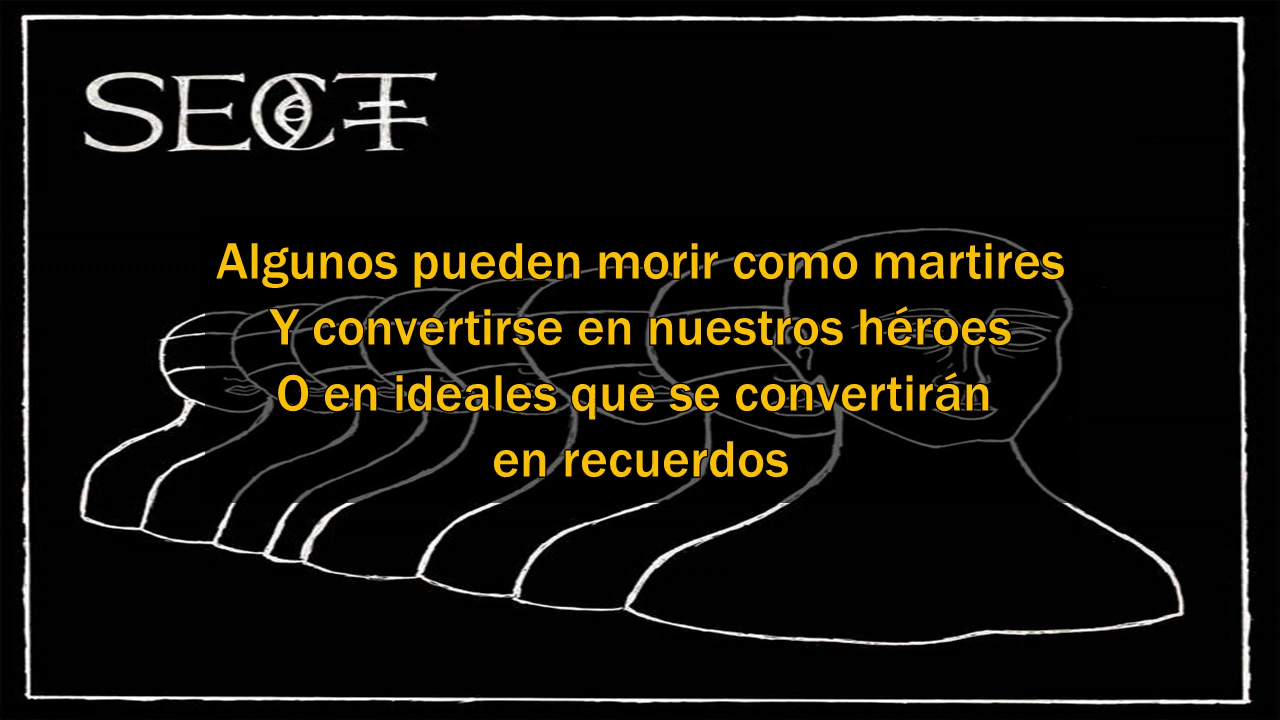 SECT
Algunos pueden morir como martires
Y convertirse en nuestros héroes
O en ideales que se convertirán
en recuerdos